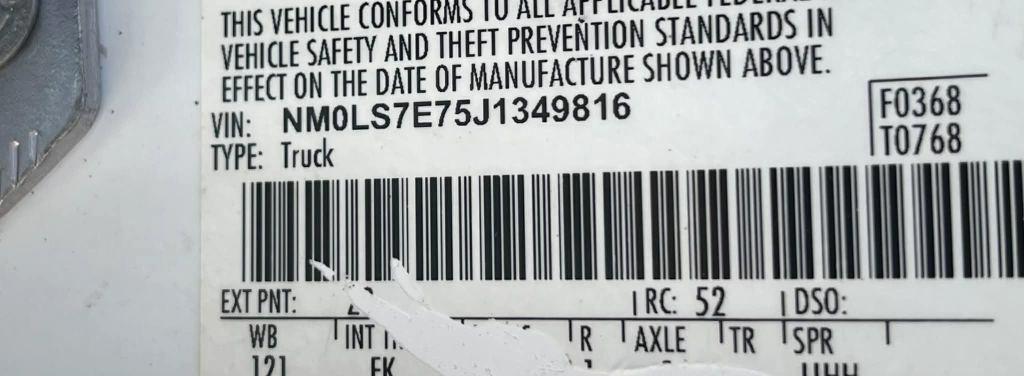 THIS VEHICLE CONFORMS TO ALL APPLICABLE
VEHICLE SAFETY AND THEFT PREVENTION STANDARDS IN
EFFECT ON THE DATE OF MANUFACTURE SHOWN ABOVE.
VIN: NM0LS7E75J1349816
F0368
TYPE: Truck
T0768
EXT PNT: RC: 52 DSO:
WB INT R AXLE TR SPR
121 EK UHH